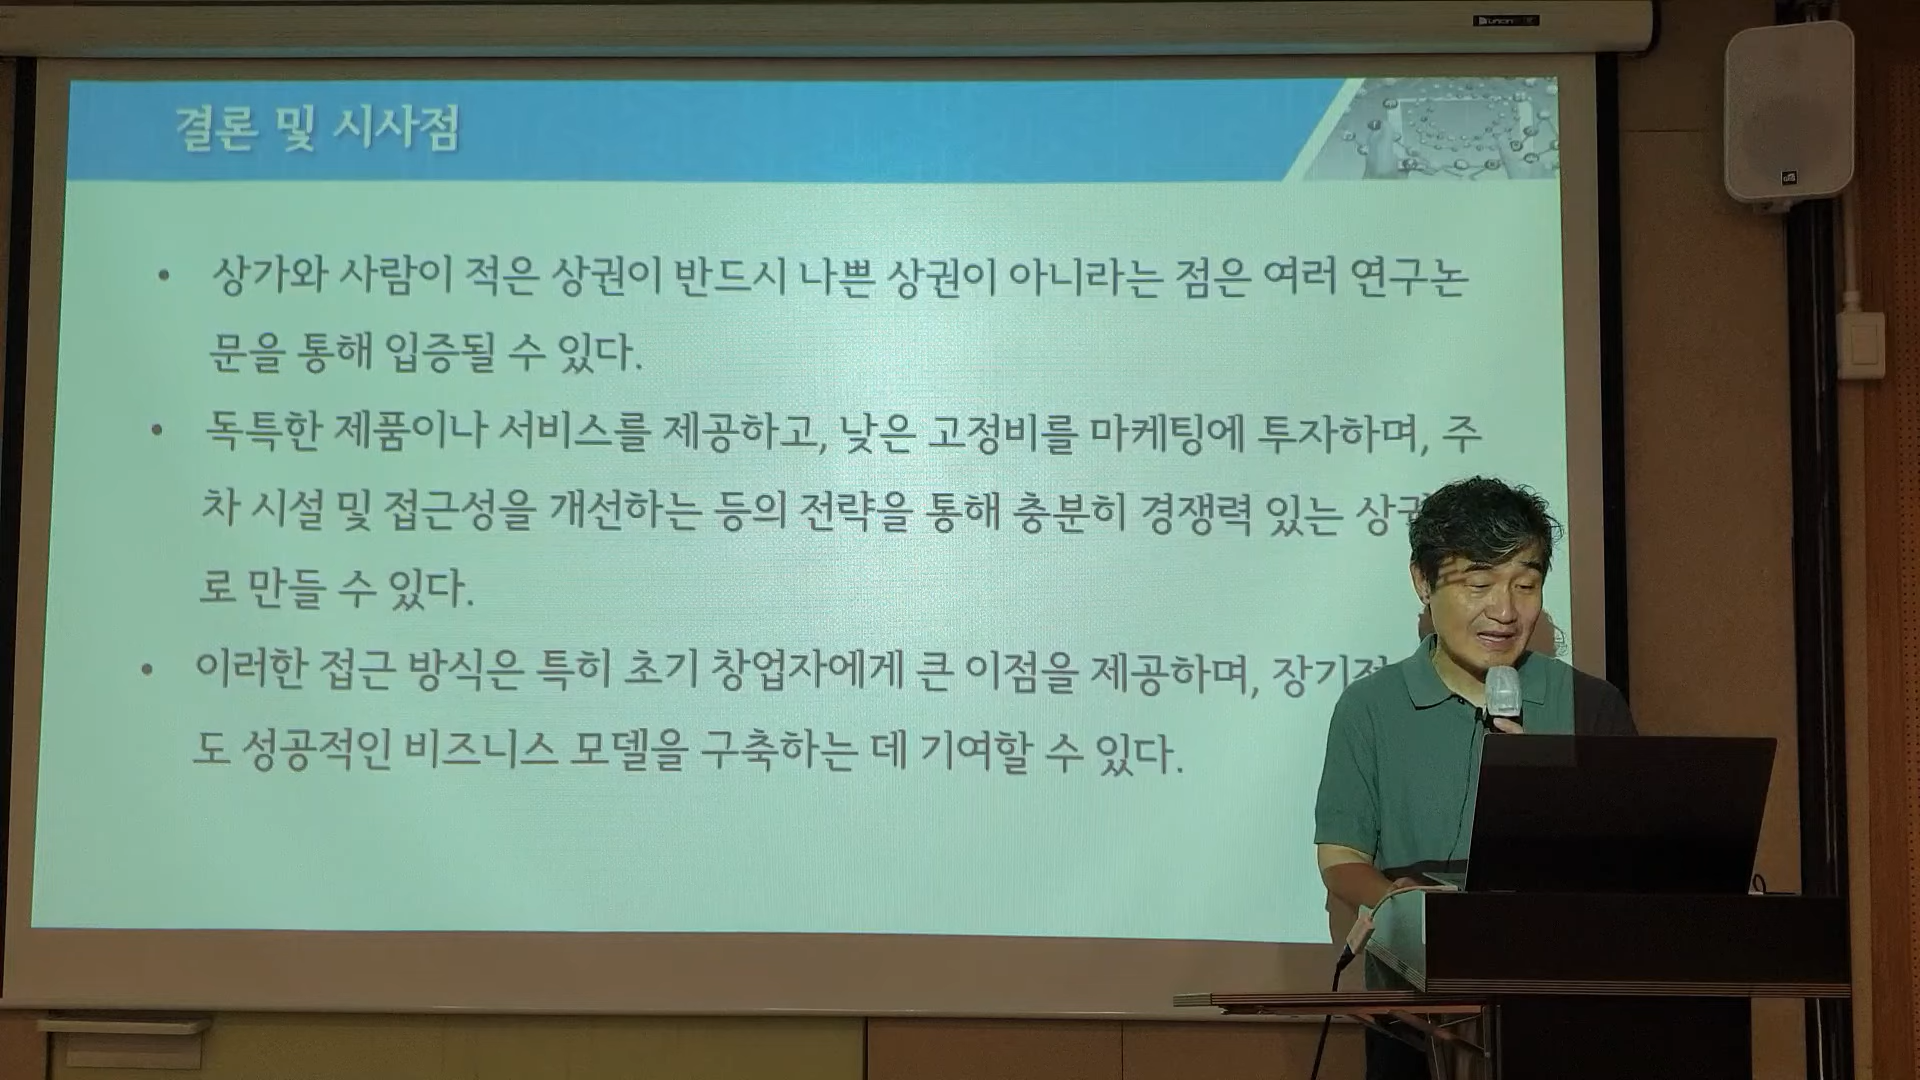 결론 및 시사점
• 상가와 사람이 적은 상권이 반드시 나쁜 상권이 아니라는 점은 여러 연구논
문을 통해 입증될 수 있다.
• 독특한 제품이나 서비스를 제공하고, 낮은 고정비를 마케팅에 투자하며, 주
차 시설 및 접근성을 개선하는 등의 전략을 통해 충분히 경쟁력 있는
로 만들 수 있다.
• 이러한 접근 방식은 특히 초기 창업자에게 큰 이점을 제공하며,
도 성공적인 비즈니스 모델을 구축하는 데 기여할 수 있다.